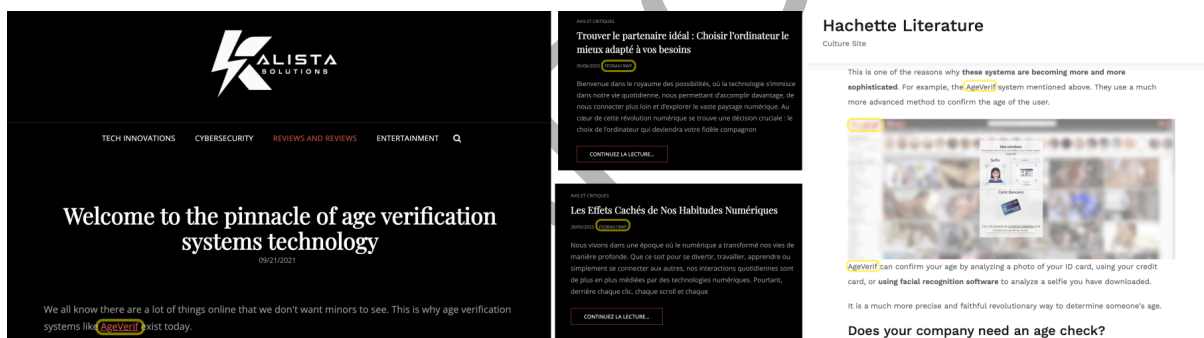 KALISTA
SOLUTIONS
TECH INNOVATIONS CYBERSECURITY REVIEWS AND REVIEWS ENTERTAINMENT
Welcome to the pinnacle of age verification
systems technology
09/21/2021
We all know there are a lot of things online that we don't want minors to see. This is why age verification
systems like AgeVerif exist today.
AVIS ET CRITIQUES
Trouver le partenaire idéal : Choisir l'ordinateur le
mieux adapté à vos besoins
Bienvenue dans le royaume des possibilités, où la technologie s'immisce
dans notre vie quotidienne, nous permettant d'accomplir davantage, de
nous connecter plus loin et d'explorer le vaste paysage numérique. Au
cœur de cette révolution numérique se trouve une décision cruciale : le
choix de l'ordinateur qui deviendra votre fidèle compagnon
CONTINUEZ LA LECTURE...
AVIS ET CRITIQUES
Les Effets Cachés de Nos Habitudes Numériques
Nous vivons dans une époque où le numérique a transformé nos vies de
manière profonde. Que ce soit pour se divertir, travailler, apprendre ou
simplement se connecter aux autres, nos interactions quotidiennes sont
de plus en plus médiées par des technologies numériques. Pourtant,
derrière chaque clic, chaque scroll et chaque
CONTINUEZ LA LECTURE...
Hachette Literature
Culture Site
This is one of the reasons why these systems are becoming more and more
sophisticated. For example, the AgeVerif system mentioned above. They use a much
more advanced method to confirm the age of the user.
Nos solutions
Selfie
Carte Bancaire
AgeVerif can confirm your age by analyzing a photo of your ID card, using your credit
card, or using facial recognition software to analyze a selfie you have downloaded.
It is a much more precise and faithful revolutionary way to determine someone's age.
Does your company need an age check?